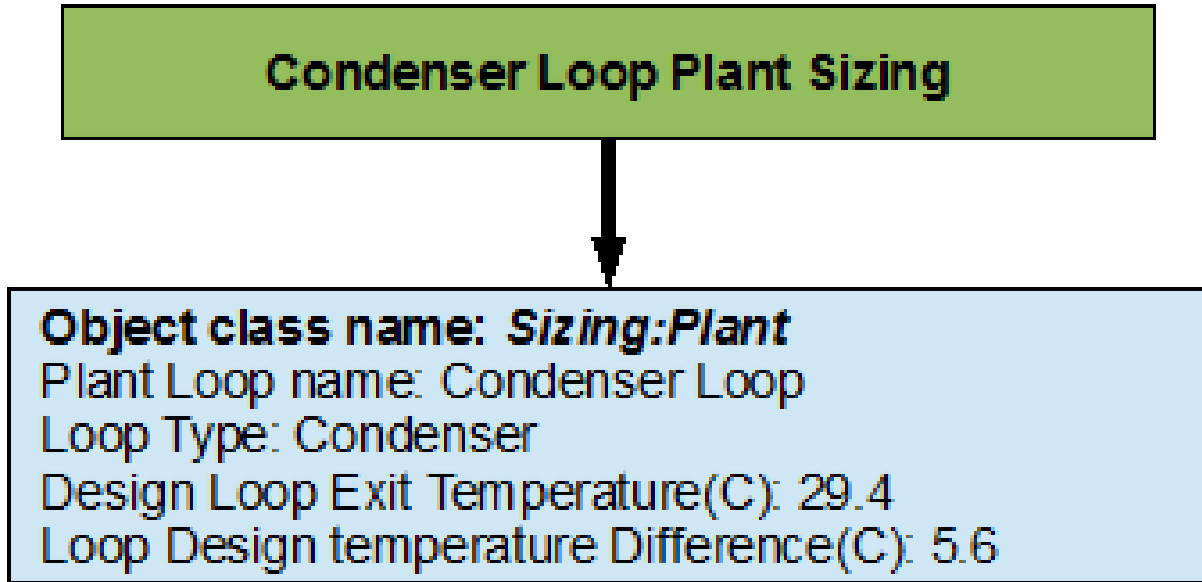 Condenser Loop Plant Sizing
Object class name: Sizing:Plant
Plant Loop name: Condenser Loop
Loop Type: Condenser
Design Loop Exit Temperature(C): 29.4
Loop Design temperature Difference(C): 5.6